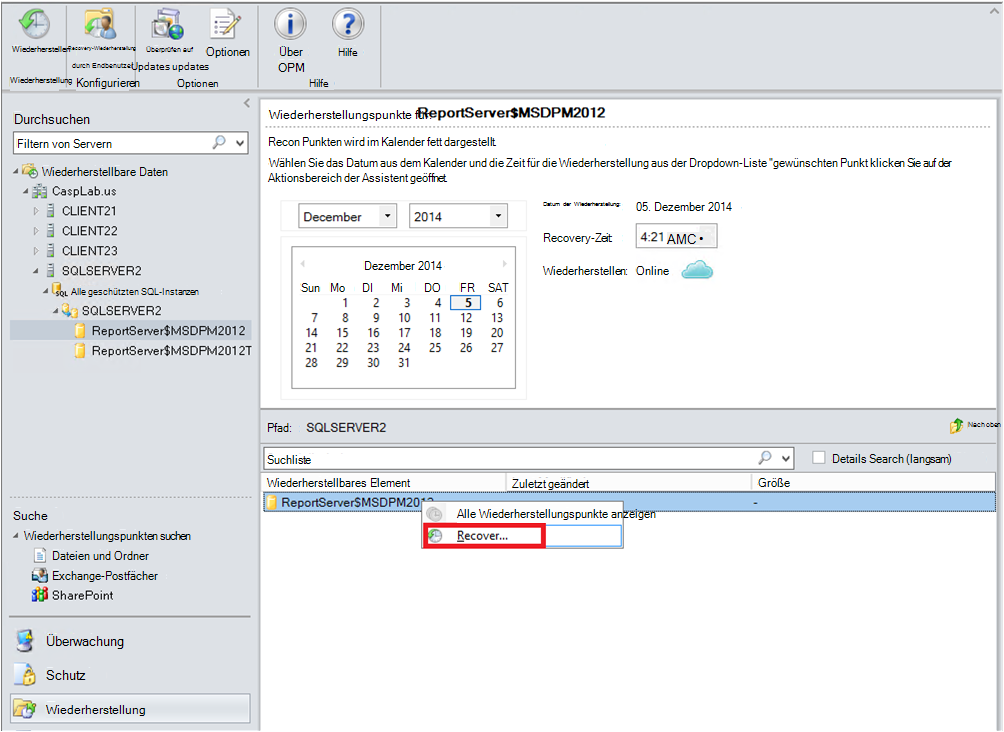 Wiederherstellen
Recovery-Wiederherstellung
durch Endbenutzer
Überprüfen auf
Updates updates
Optionen
Über
OPM
Hilfe
Wiederherstellung
Konfigurieren
Optionen
Hilfe
Durchsuchen
Filtern von Servern
Wiederherstellbare Daten
CaspLab.us
CLIENT21
CLIENT22
CLIENT23
SQLSERVER2
SQL Alle geschützten SQL-Instanzen
SQLSERVER2
ReportServer$MSDPM2012
ReportServer$MSDPM2012T
Suche
Wiederherstellungspunkten suchen
Dateien und Ordner
Exchange-Postfächer
SharePoint
Überwachung
Schutz
Wiederherstellung
Wiederherstellungspunkte für: ReportServer$MSDPM2012
Recon Punkten wird im Kalender fett dargestellt.
Wählen Sie das Datum aus dem Kalender und die Zeit für die Wiederherstellung aus der Dropdown-Liste "gewünschten Punkt klicken Sie auf der
Aktionsbereich der Assistent geöffnet.
December 2014
Dezember 2014
Sun Mo DI Mi DO FR SAT
1 2 3 4 5 6
7 8 9 10 11 12 13
14 15 16 17 18 19 20
21 22 23 24 25 26 27
28 29 30 31
Datum der Wiederherstellung: 05. Dezember 2014
Recovery-Zeit: 4:21 AMC
Wiederherstellen: Online
Pfad: SQLSERVER2
Nach oben
Suchliste
Details Search (langsam)
Wiederherstellbares Element Zuletzt geändert Größe
ReportServer$MSDPM2012 -
Alle Wiederherstellungspunkte anzeigen
Recover...